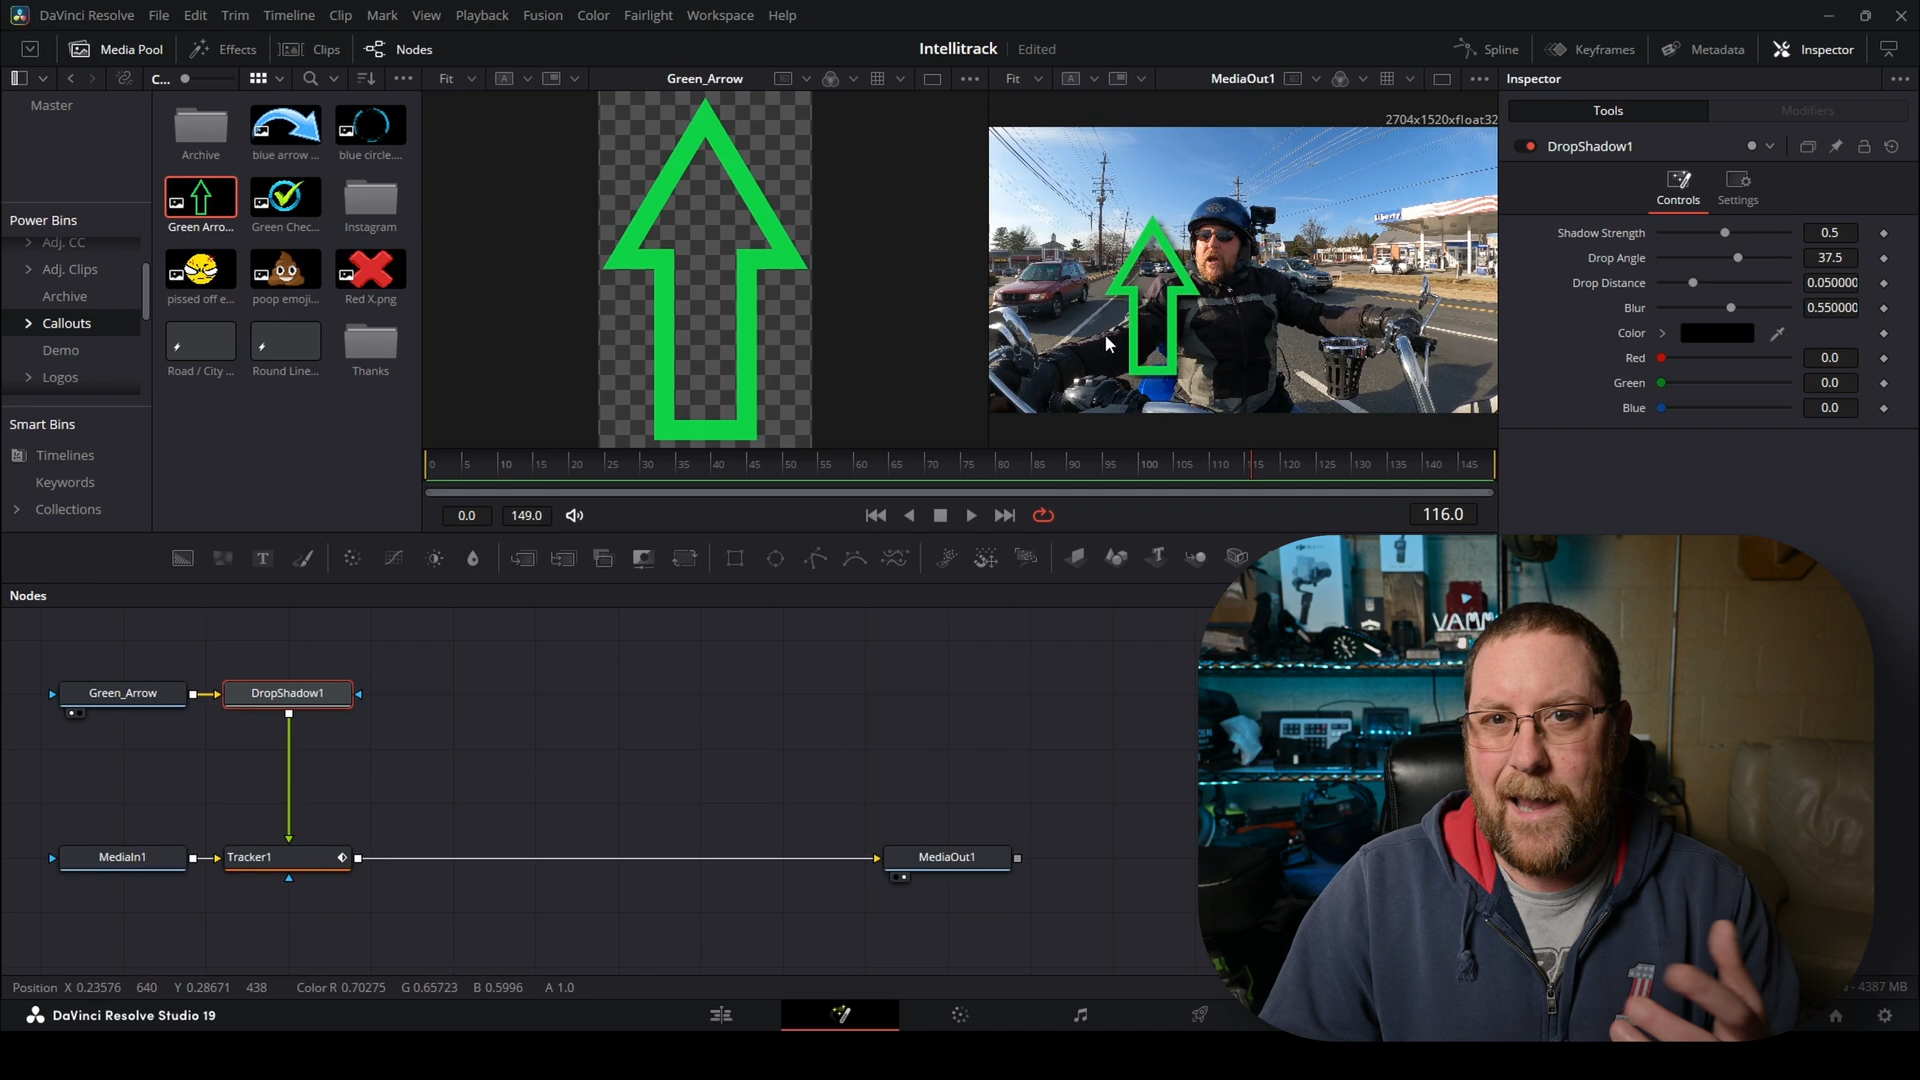 DaVinci Resolve File Edit Trim Timeline Clip Mark View Playback Fusion Color Fairlight Workspace Help
Media Pool Effects Clips Nodes Intellitrack Edited Spline Keyframes Metadata Inspector
C... Fit A Green_Arrow Fit A MediaOut1 Inspector
Master
Archive blue arrow ... blue circle....
Green Arro... Green Chec... Instagram
pissed off e... poop emoji... Red X.png
Road / City ... Round Line... Thanks
Power Bins
Adj. CC
Adj. Clips
Archive
Callouts
Demo
Logos
Smart Bins
Timelines
Keywords
Collections
2704x1520xfloat32
Liberty
Tools Modifiers
DropShadow1
Controls Settings
Shadow Strength 0.5
Drop Angle 37.5
Drop Distance 0.050000
Blur 0.550000
Color
Red 0.0
Green 0.0
Blue 0.0
0 5 10 15 20 25 30 35 40 45 50 55 60 65 70 75 80 85 90 95 100 105 110 115 120 125 130 135 140 145
0.0 149.0 116.0
T T
Nodes
Green_Arrow DropShadow1
MediaIn1 Tracker1 MediaOut1
VAMM
1
Position X 0.23576 640 Y 0.28671 438 Color R 0.70275 G 0.65723 B 0.5996 A 1.0 - 4387 MB
DaVinci Resolve Studio 19